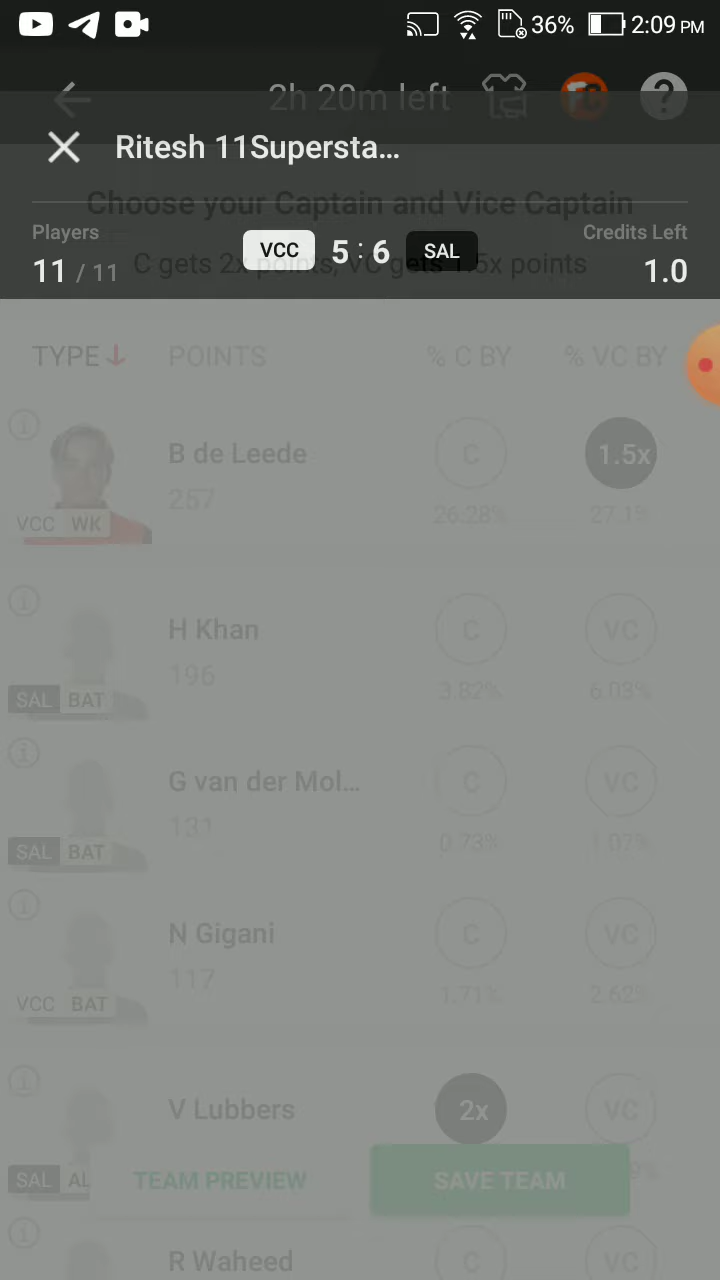 36% 2:09 PM
2h 20m left
?
Ritesh 11Supersta...
Choose your Captain and Vice Captain
Players
Credits Left
VCC 5 : 6 SAL
11 / 11
1.0
C gets 2x points, VC gets 1.5x points
TYPE POINTS % C BY % VC BY
B de Leede C 1.5x
257 26.28% 27.1%
VCC WK
H Khan C VC
196 3.82% 6.03%
SAL BAT
G van der Mol... C VC
131 0.73% 1.07%
SAL BAT
N Gigani C VC
117 1.71% 2.62%
VCC BAT
V Lubbers 2x VC
SAL AL
TEAM PREVIEW SAVE TEAM
R Waheed C VC